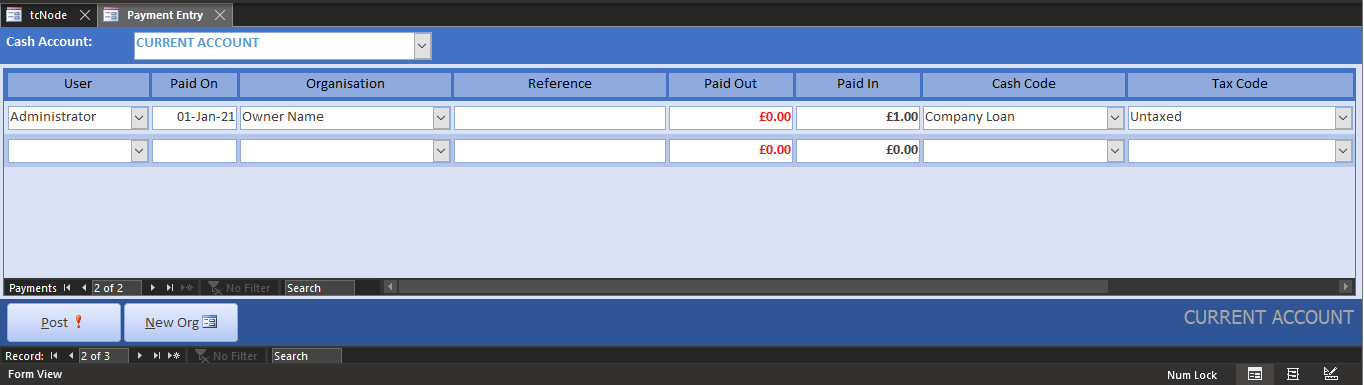 tcNode Payment Entry
Cash Account: CURRENT ACCOUNT
User Paid On Organisation Reference Paid Out Paid In Cash Code Tax Code
Administrator 01-Jan-21 Owner Name £0.00 £1.00 Company Loan Untaxed
£0.00 £0.00
Payments 2 of 2 No Filter Search
Post New Org CURRENT ACCOUNT
Record: 2 of 3 No Filter Search
Form View Num Lock